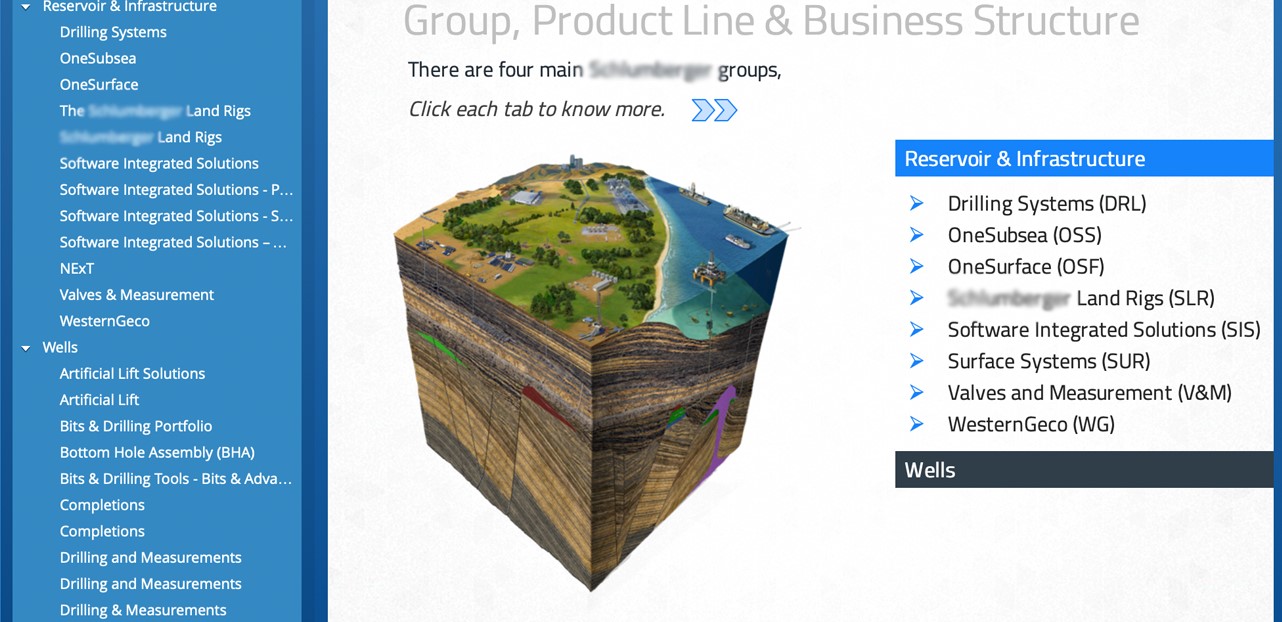 Reservoir & Infrastructure
Drilling Systems
OneSubsea
OneSurface
The Schlumberger Land Rigs
Schlumberger Land Rigs
Software Integrated Solutions
Software Integrated Solutions - P...
Software Integrated Solutions - S...
Software Integrated Solutions – ...
NExT
Valves & Measurement
WesternGeco
Wells
Artificial Lift Solutions
Artificial Lift
Bits & Drilling Portfolio
Bottom Hole Assembly (BHA)
Bits & Drilling Tools - Bits & Adva...
Completions
Completions
Drilling and Measurements
Drilling and Measurements
Drilling & Measurements
Group, Product Line & Business Structure
There are four main Schlumberger groups,
Click each tab to know more.
Reservoir & Infrastructure
Drilling Systems (DRL)
OneSubsea (OSS)
OneSurface (OSF)
Schlumberger Land Rigs (SLR)
Software Integrated Solutions (SIS)
Surface Systems (SUR)
Valves and Measurement (V&M)
WesternGeco (WG)
Wells